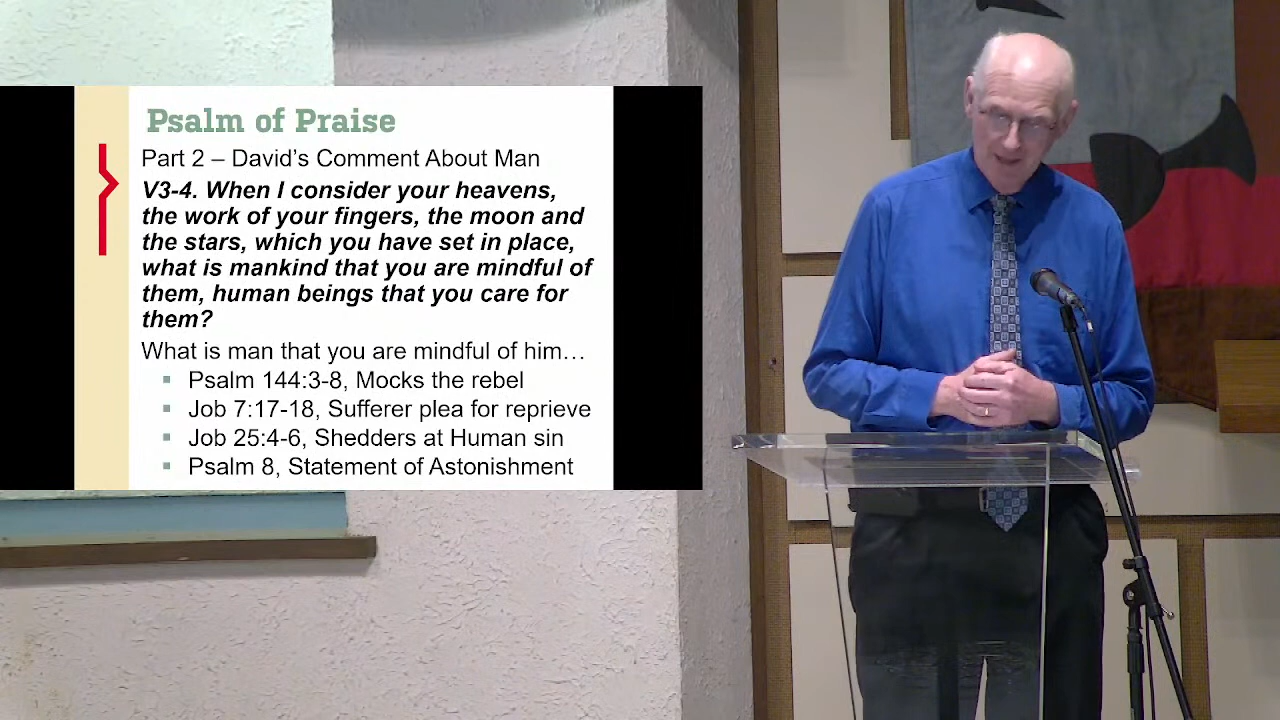 Psalm of Praise
Part 2 – David's Comment About Man
V3-4. When I consider your heavens,
the work of your fingers, the moon and
the stars, which you have set in place,
what is mankind that you are mindful of
them, human beings that you care for
them?
What is man that you are mindful of him…
▪ Psalm 144:3-8, Mocks the rebel
▪ Job 7:17-18, Sufferer plea for reprieve
▪ Job 25:4-6, Shedders at Human sin
▪ Psalm 8, Statement of Astonishment